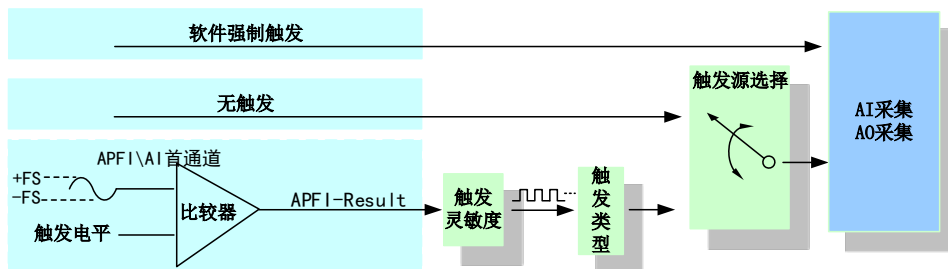 软件强制触发
无触发
触发源选择
AI采集
AO采集
APFI\AI首通道
+FS
-FS
触发电平
比较器
APFI-Result
触发
灵敏度
触
发
类
型